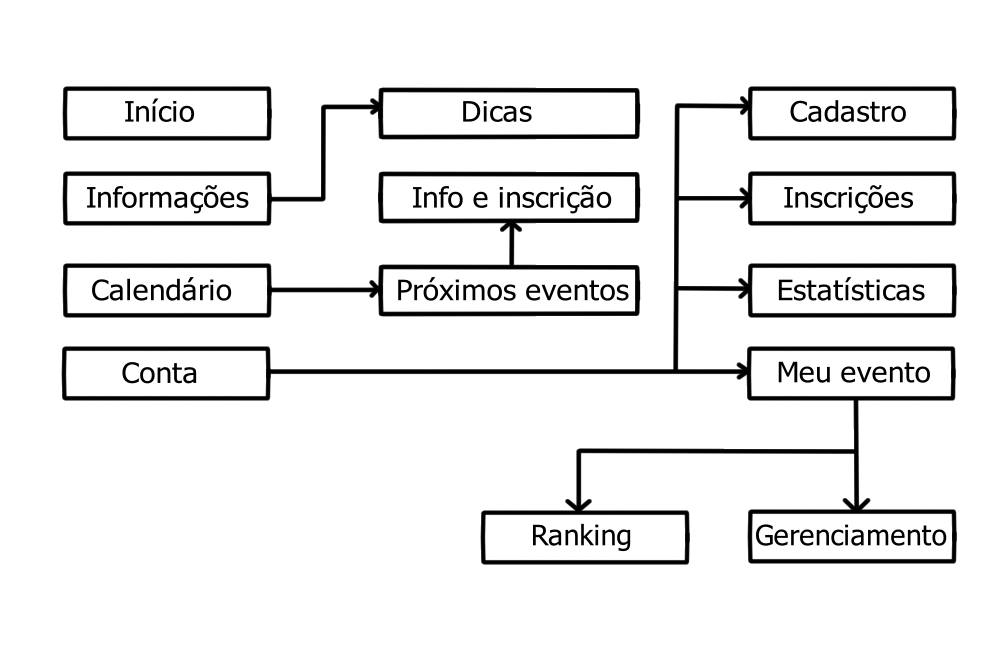 Início
Dicas
Cadastro
Informações
Info e inscrição
Inscrições
Calendário
Próximos eventos
Estatísticas
Conta
Meu evento
Ranking
Gerenciamento